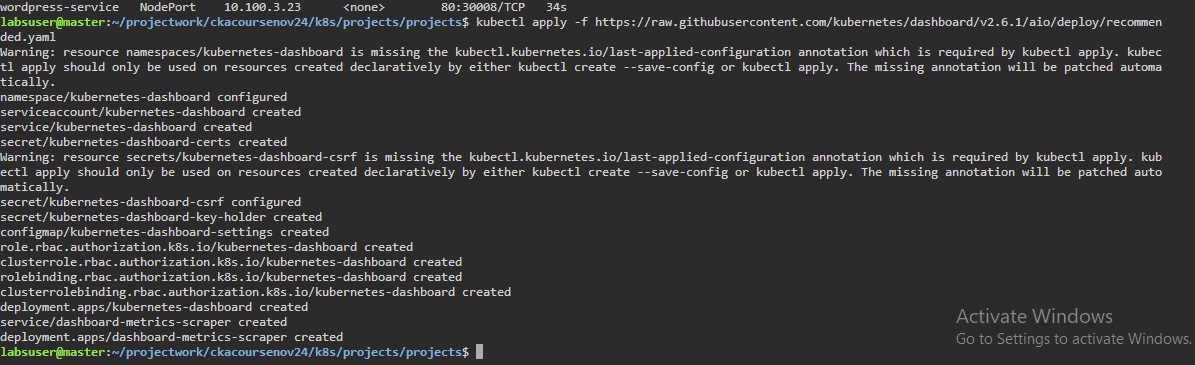 wordpress-service   NodePort   10.100.3.23      <none>        80:30008/TCP   34s
labsuser@master:~/projectwork/ckacoursenov24/k8s/projects/projects$ kubectl apply -f https://raw.githubusercontent.com/kubernetes/dashboard/v2.6.1/aio/deploy/recommen
ded.yaml
Warning: resource namespaces/kubernetes-dashboard is missing the kubectl.kubernetes.io/last-applied-configuration annotation which is required by kubectl apply. kubec
tl apply should only be used on resources created declaratively by either kubectl create --save-config or kubectl apply. The missing annotation will be patched automa
tically.
namespace/kubernetes-dashboard configured
serviceaccount/kubernetes-dashboard created
service/kubernetes-dashboard created
secret/kubernetes-dashboard-certs created
Warning: resource secrets/kubernetes-dashboard-csrf is missing the kubectl.kubernetes.io/last-applied-configuration annotation which is required by kubectl apply. kub
ectl apply should only be used on resources created declaratively by either kubectl create --save-config or kubectl apply. The missing annotation will be patched auto
matically.
secret/kubernetes-dashboard-csrf configured
secret/kubernetes-dashboard-key-holder created
configmap/kubernetes-dashboard-settings created
role.rbac.authorization.k8s.io/kubernetes-dashboard created
clusterrole.rbac.authorization.k8s.io/kubernetes-dashboard created
rolebinding.rbac.authorization.k8s.io/kubernetes-dashboard created
clusterrolebinding.rbac.authorization.k8s.io/kubernetes-dashboard created
deployment.apps/kubernetes-dashboard created
service/dashboard-metrics-scraper created
deployment.apps/dashboard-metrics-scraper created
labsuser@master:~/projectwork/ckacoursenov24/k8s/projects/projects$
Activate Windows
Go to Settings to activate Windows.